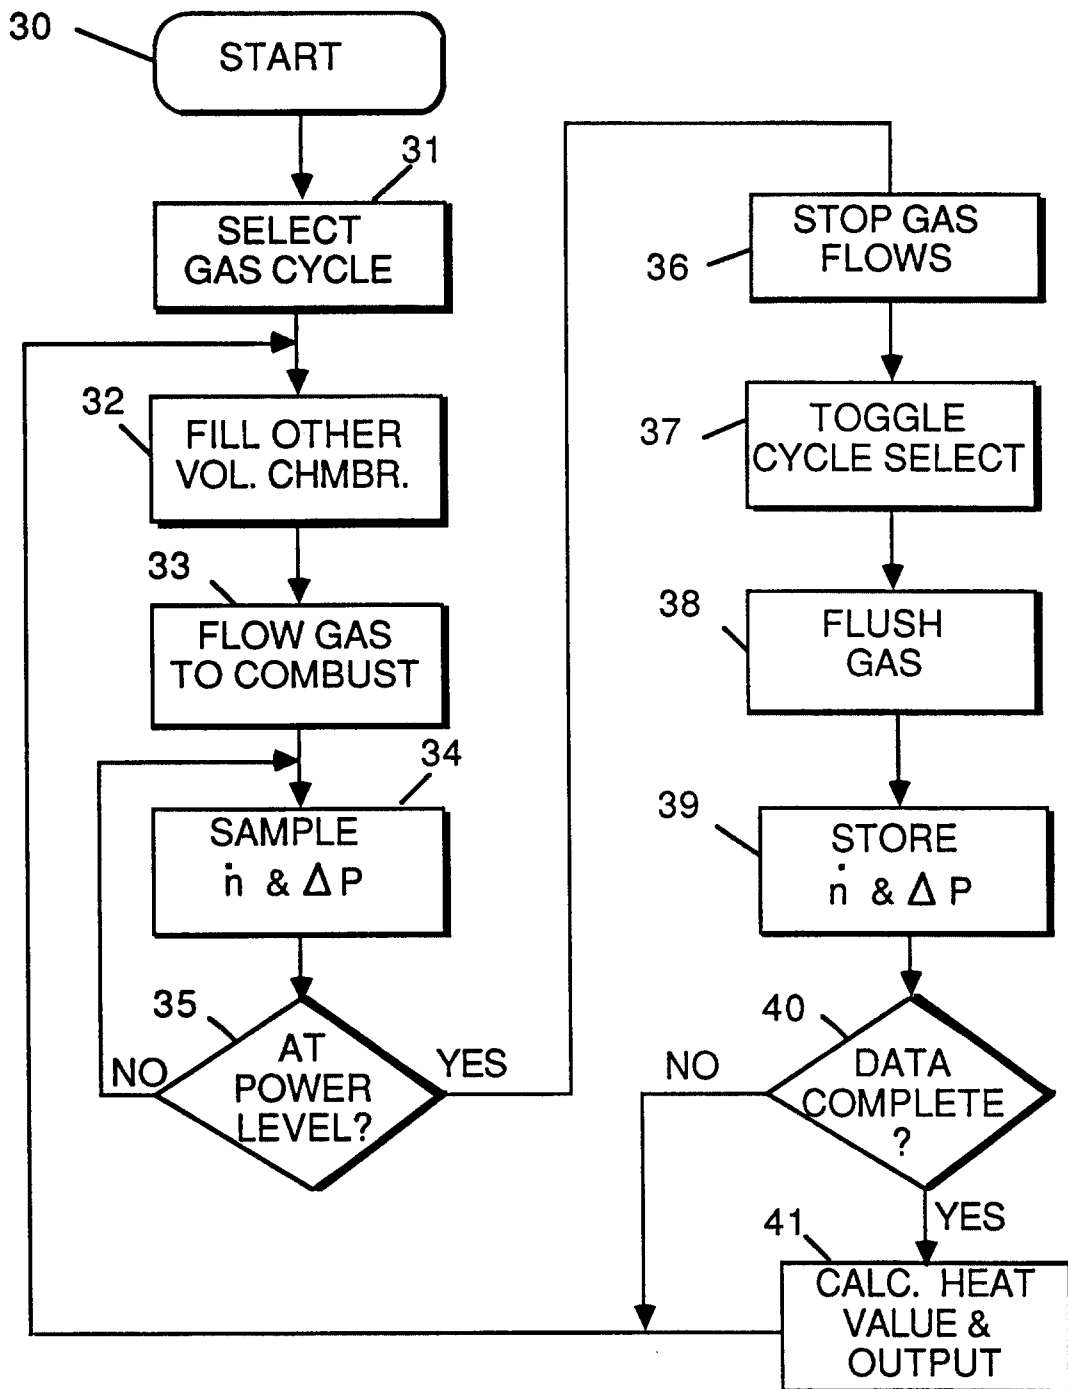 30
START
31
SELECT
GAS CYCLE
32
FILL OTHER
VOL. CHMBR.
33
FLOW GAS
TO COMBUST
34
SAMPLE
ṅ & Δ P
35
AT
POWER
LEVEL?
NO
YES
36
STOP GAS
FLOWS
37
TOGGLE
CYCLE SELECT
38
FLUSH
GAS
39
STORE
ṅ & Δ P
40
DATA
COMPLETE
?
NO
YES
41
CALC. HEAT
VALUE &
OUTPUT